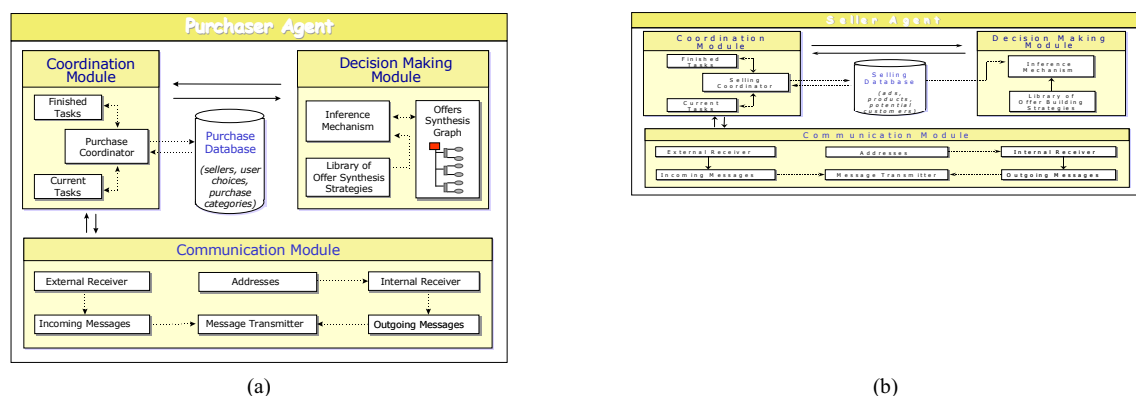 Purchaser Agent
Coordination
Module
Finished
Tasks
Purchase
Coordinator
Current
Tasks
Purchase
Database
(sellers, user
choices,
purchase
categories)
Decision Making
Module
Inference
Mechanism
Library of
Offer Synthesis
Strategies
Offers
Synthesis
Graph
Communication Module
External Receiver
Addresses
Internal Receiver
Incoming Messages
Message Transmitter
Outgoing Messages
(a)
Seller Agent
Coordination
Module
Finished
Tasks
Selling
Coordinator
Current
Tasks
Selling
Database
(ads,
products,
potential
customers)
Decision Making
Module
Inference
Mechanism
Library of
Offer Building
Strategies
Communication Module
External Receiver
Addresses
Internal Receiver
Incoming Messages
Message Transmitter
Outgoing Messages
(b)